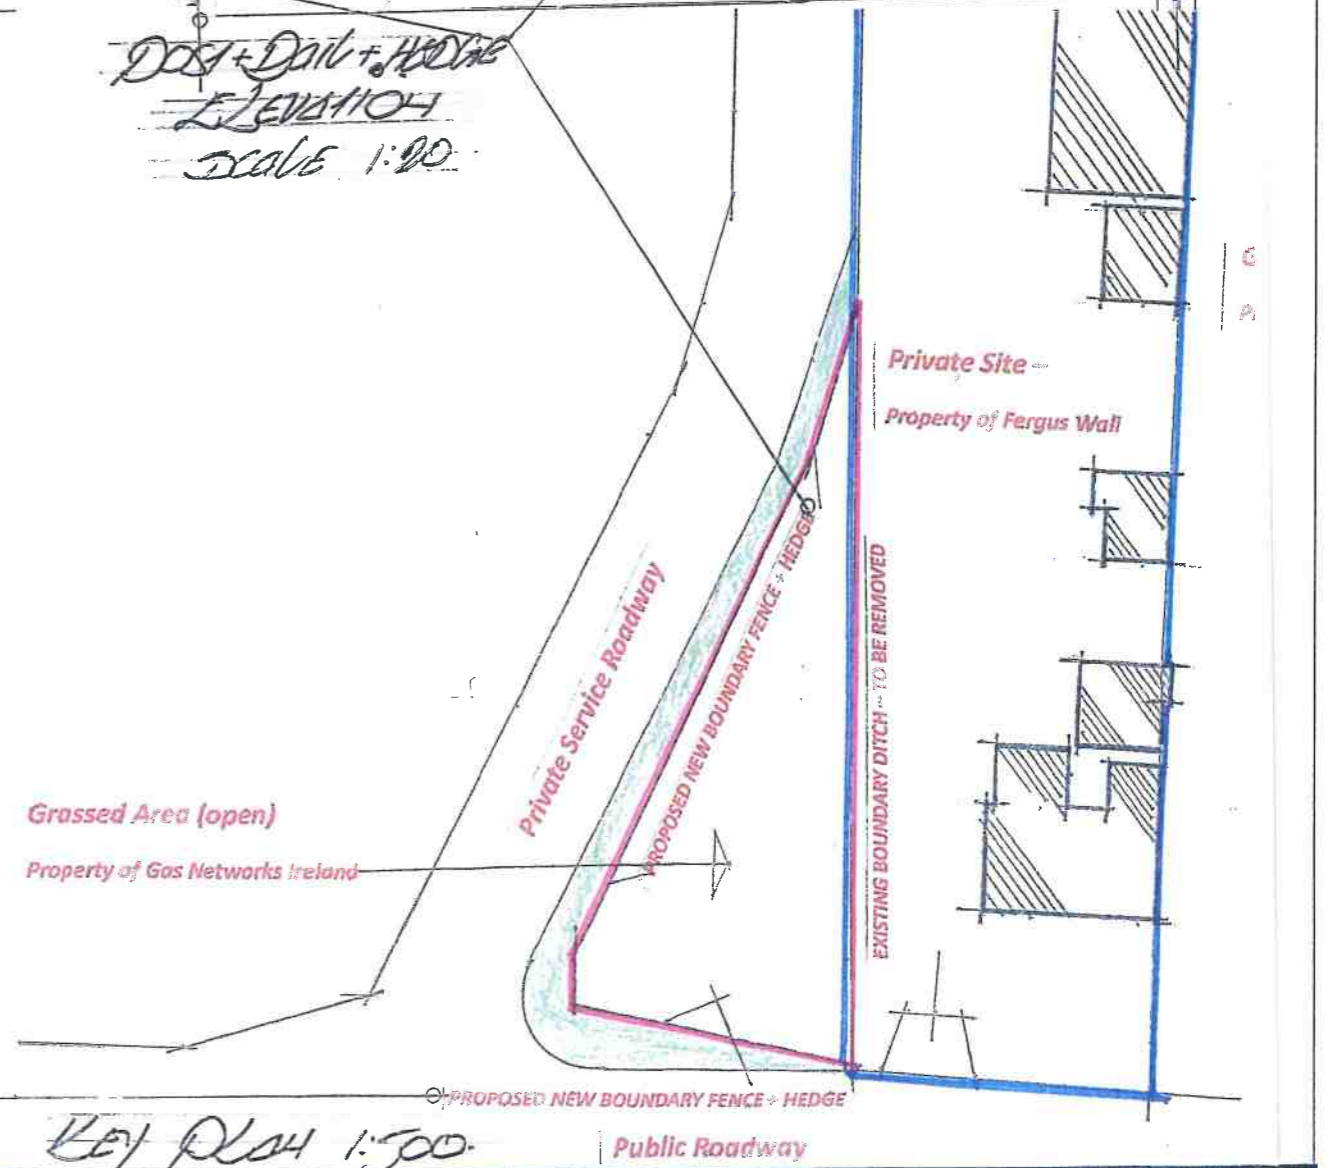 POST + RAIL + HEDGE
ELEVATION
SCALE 1:20
Private Site -
Property of Fergus Wall
PROPOSED NEW BOUNDARY FENCE + HEDGE
EXISTING BOUNDARY DITCH - TO BE REMOVED
Private Service Roadway
Grassed Area (open)
Property of Gas Networks Ireland
PROPOSED NEW BOUNDARY FENCE + HEDGE
KEY PLAN 1:500.
Public Roadway